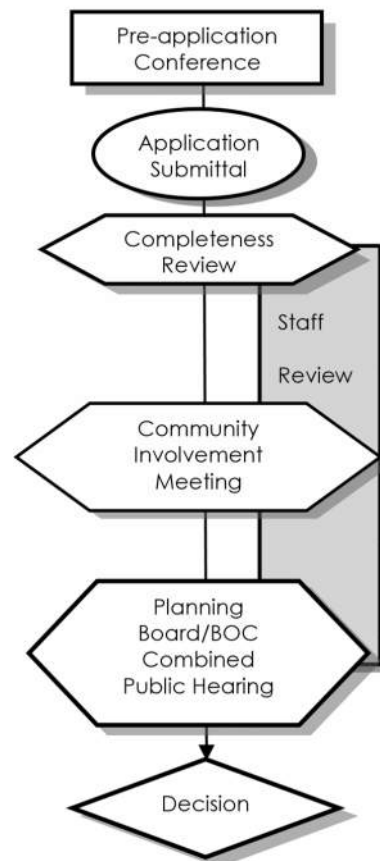 Pre-application
Conference
Application
Submittal
Completeness
Review
Staff
Review
Community
Involvement
Meeting
Planning
Board/BOC
Combined
Public Hearing
Decision